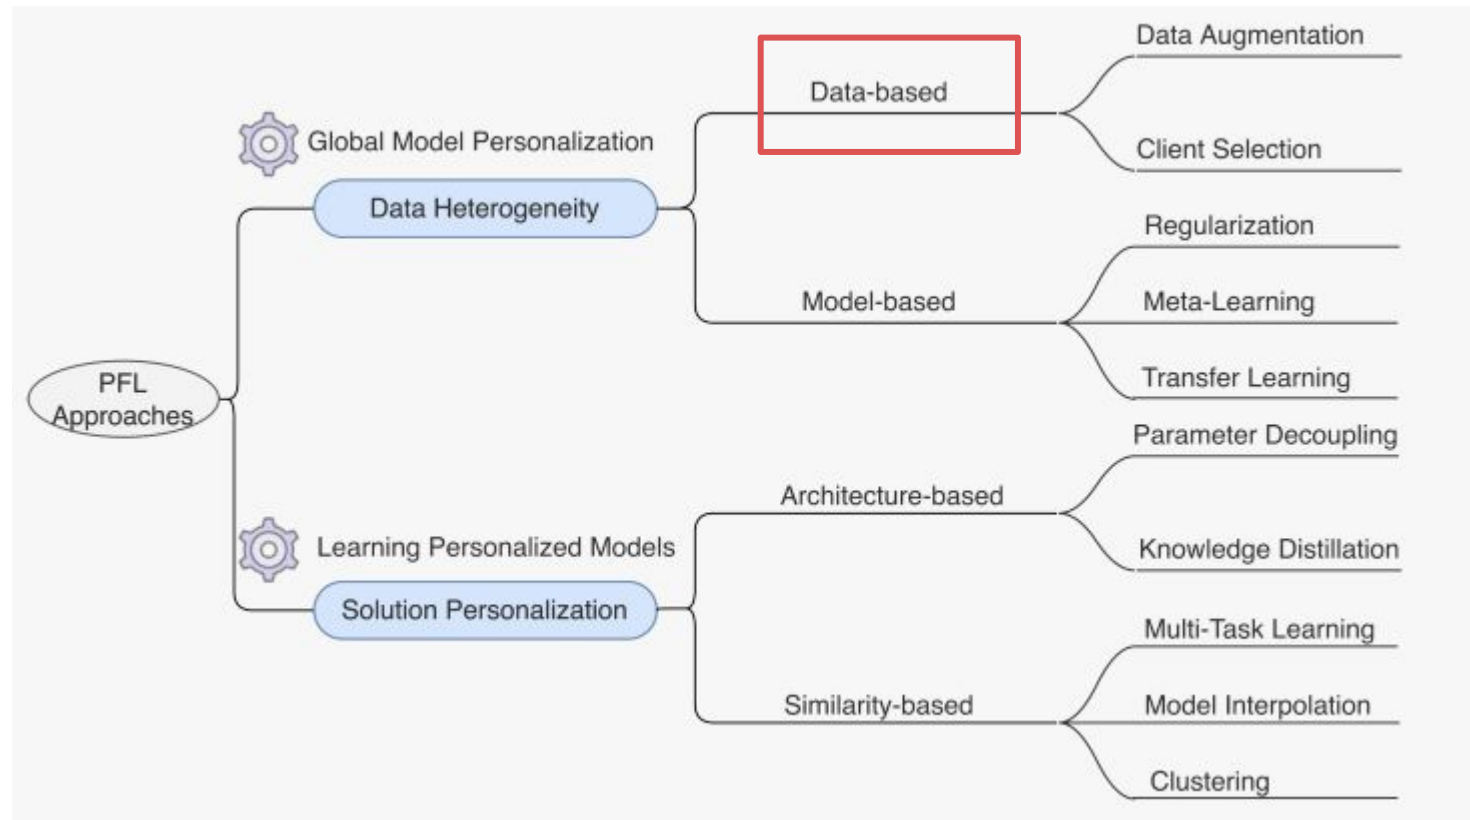 Data Augmentation
Data-based
Client Selection
Global Model Personalization
Data Heterogeneity
Regularization
Model-based
Meta-Learning
Transfer Learning
PFL
Approaches
Parameter Decoupling
Architecture-based
Knowledge Distillation
Learning Personalized Models
Solution Personalization
Multi-Task Learning
Similarity-based
Model Interpolation
Clustering